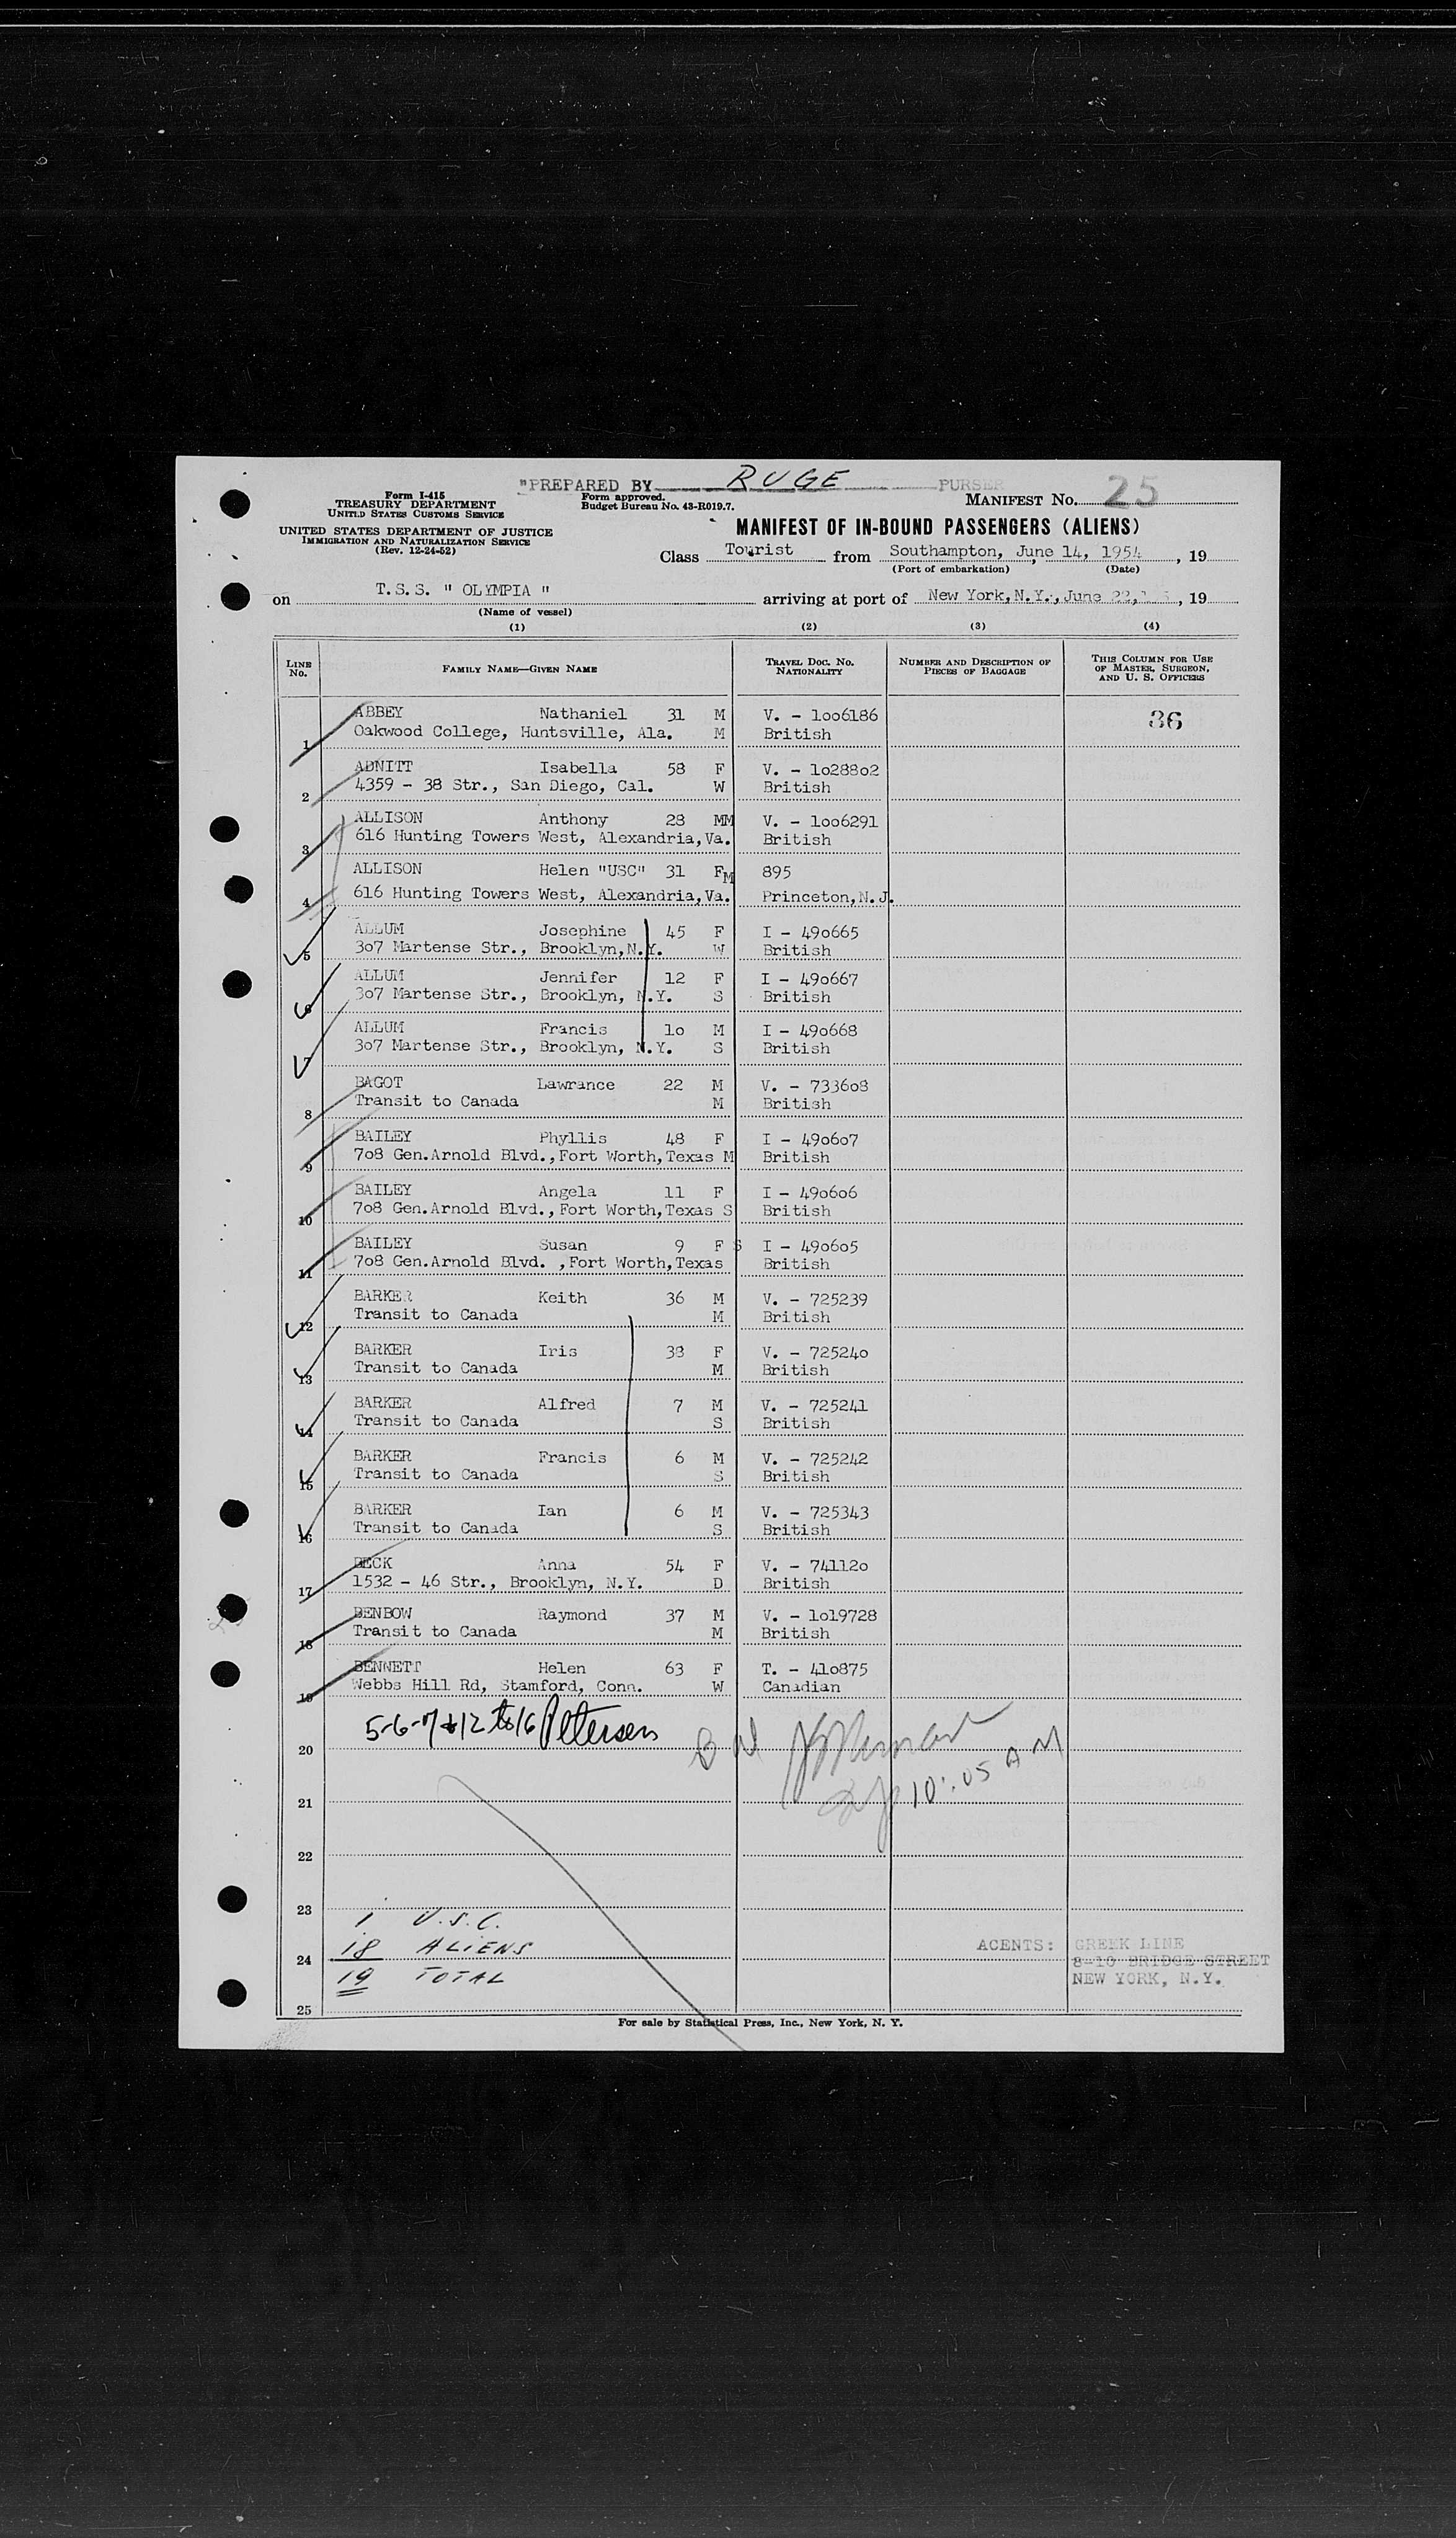 "PREPARED BY RUGE PURSER
Form I-415
TREASURY DEPARTMENT
UNITED STATES CUSTOMS SERVICE
Form approved.
Budget Bureau No. 43-R019.7.
MANIFEST No. 25
UNITED STATES DEPARTMENT OF JUSTICE
IMMIGRATION AND NATURALIZATION SERVICE
(Rev. 12-24-52)
MANIFEST OF IN-BOUND PASSENGERS (ALIENS)
Class Tourist from Southampton, June 14, 1954, 19
(Port of embarkation) (Date)
on T.S.S. " OLYMPIA " arriving at port of New York, N.Y., June 22, 19
(Name of vessel)
(1) (2) (3) (4)
LINE No. FAMILY NAME—GIVEN NAME TRAVEL DOC. No. NATIONALITY NUMBER AND DESCRIPTION OF PIECES OF BAGGAGE THIS COLUMN FOR USE OF MASTER, SURGEON, AND U. S. OFFICERS
ABBEY Nathaniel 31 M V. - 1oo6186 36
1 Oakwood College, Huntsville, Ala. M British
ADNITT Isabella 58 F V. - 1o288o2
2 4359 - 38 Str., San Diego, Cal. W British
ALLISON Anthony 28 MM V. - 1oo6291
3 616 Hunting Towers West, Alexandria,Va. British
ALLISON Helen "USC" 31 FM 895
4 616 Hunting Towers West, Alexandria,Va. Princeton,N.J.
ALLUM Josephine 45 F I - 49o665
5 3o7 Martense Str., Brooklyn,N.Y. W British
ALLUM Jennifer 12 F I - 49o667
6 3o7 Martense Str., Brooklyn, N.Y. S British
ALLUM Francis 1o M I - 49o668
7 3o7 Martense Str., Brooklyn, N.Y. S British
BAGOT Lawrance 22 M V. - 7336o8
8 Transit to Canada M British
BAILEY Phyllis 48 F I - 49o6o7
9 7o8 Gen.Arnold Blvd.,Fort Worth,Texas M British
BAILEY Angela 11 F I - 49o6o6
10 7o8 Gen.Arnold Blvd.,Fort Worth,Texas S British
BAILEY Susan 9 F S I - 49o6o5
11 7o8 Gen.Arnold Blvd. ,Fort Worth,Texas British
BARKER Keith 36 M V. - 725239
12 Transit to Canada M British
BARKER Iris 38 F V. - 72524o
13 Transit to Canada M British
BARKER Alfred 7 M V. - 725241
14 Transit to Canada S British
BARKER Francis 6 M V. - 725242
15 Transit to Canada S British
BARKER Ian 6 M V. - 725343
16 Transit to Canada S British
BECK Anna 54 F V. - 74112o
17 1532 - 46 Str., Brooklyn, N.Y. D British
BENBOW Raymond 37 M V. - 1o19728
18 Transit to Canada M British
BENNETT Helen 63 F T. - 41o875
19 Webbs Hill Rd, Stamford, Conn. W Canadian
5-6-7 & 12 to 16 Petersen
20
10:05 AM
21
22
23
1 U.S.C.
18 ALIENS
24
19 TOTAL
25
AGENTS: GREEK LINE
8-10 BRIDGE STREET
NEW YORK, N.Y.
For sale by Statistical Press, Inc., New York, N. Y.